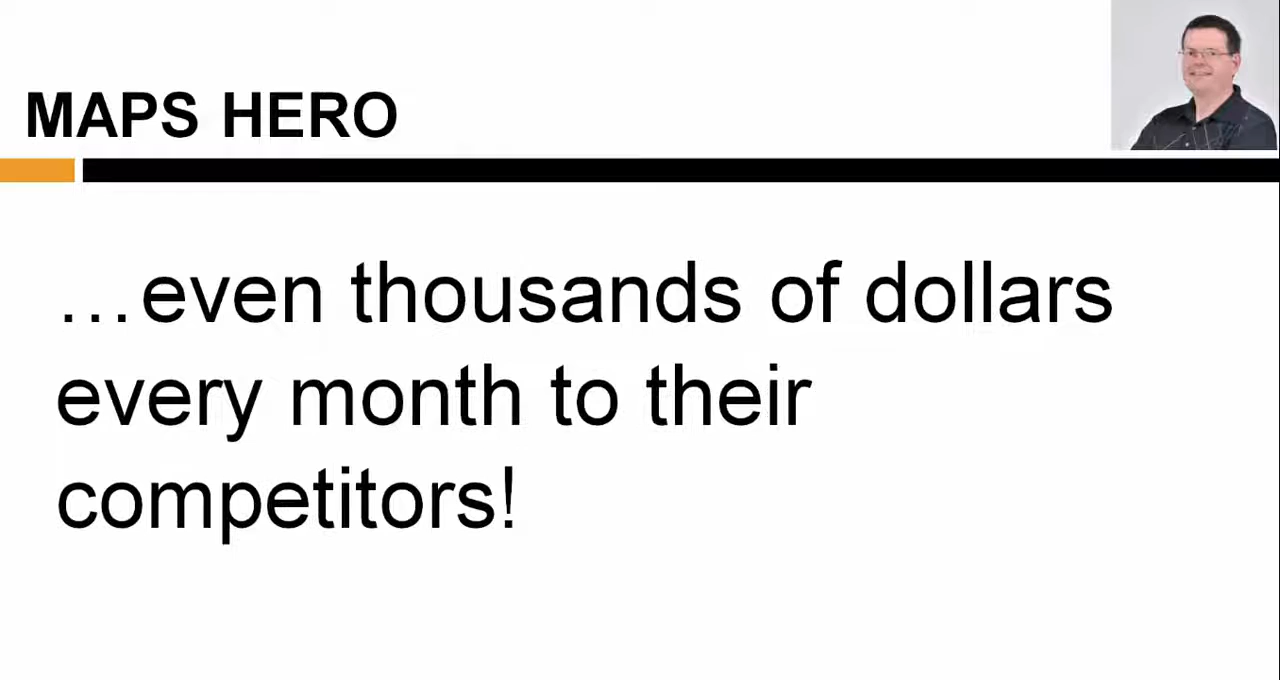 MAPS HERO
…even thousands of dollars
every month to their
competitors!